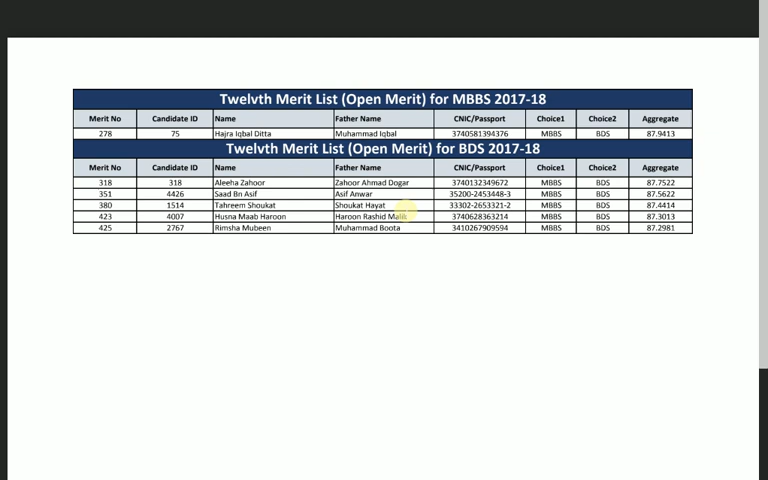 Twelvth Merit List (Open Merit) for MBBS 2017-18
Merit No Candidate ID Name Father Name CNIC/Passport Choice1 Choice2 Aggregate
278 75 Hajra Iqbal Ditta Muhammad Iqbal 3740581394376 MBBS BDS 87.9413
Twelvth Merit List (Open Merit) for BDS 2017-18
Merit No Candidate ID Name Father Name CNIC/Passport Choice1 Choice2 Aggregate
318 318 Aleeha Zahoor Zahoor Ahmad Dogar 3740132349672 MBBS BDS 87.7522
351 4426 Saad Bn Asif Asif Anwar 35200-2453448-3 MBBS BDS 87.5622
380 1514 Tahreem Shoukat Shoukat Hayat 33302-2653321-2 MBBS BDS 87.4414
423 4007 Husna Maab Haroon Haroon Rashid Malik 3740628363214 MBBS BDS 87.3013
425 2767 Rimsha Mubeen Muhammad Boota 3410267909594 MBBS BDS 87.2981